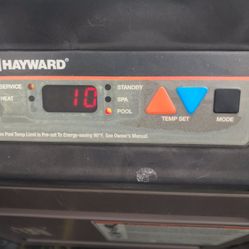 HAYWARD®
SERVICE
STANDBY
HEAT
10
SPA
POOL
TEMP SET
MODE
Pool Temp Limit is Pre-set To Energy-saving 90°F. See Owner's Manual.